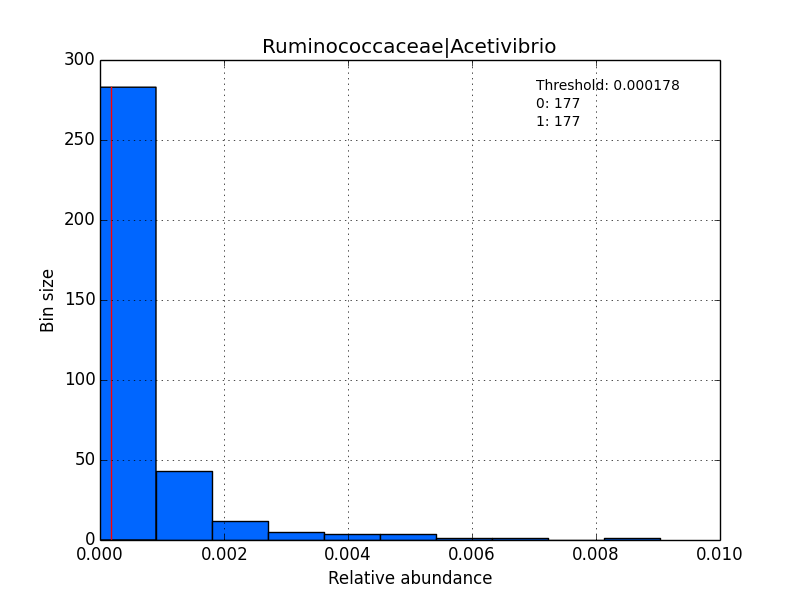 Ruminococcaceae|Acetivibrio
300
250
200
150
100
50
0
Bin size
Threshold: 0.000178
0: 177
1: 177
0.000 0.002 0.004 0.006 0.008 0.010
Relative abundance